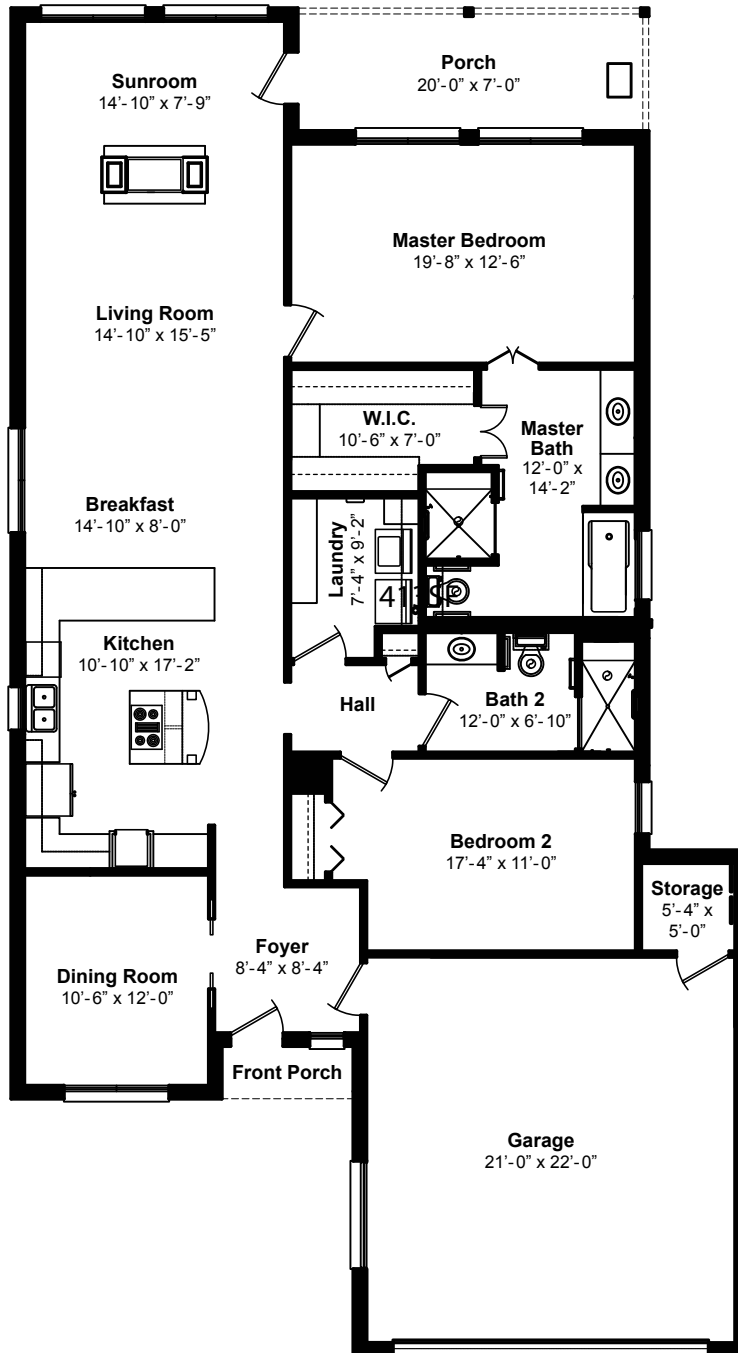 Porch
20'-0" x 7'-0"
Sunroom
14'-10" x 7'-9"
Master Bedroom
19'-8" x 12'-6"
Living Room
14'-10" x 15'-5"
W.I.C.
10'-6" x 7'-0"
Master
Bath
12'-0" x
14'-2"
Breakfast
14'-10" x 8'-0"
Laundry
7'-4" x 9'-2"
Kitchen
10'-10" x 17'-2"
Hall
Bath 2
12'-0" x 6'-10"
Bedroom 2
17'-4" x 11'-0"
Storage
5'-4" x
5'-0"
Foyer
8'-4" x 8'-4"
Dining Room
10'-6" x 12'-0"
Front Porch
Garage
21'-0" x 22'-0"